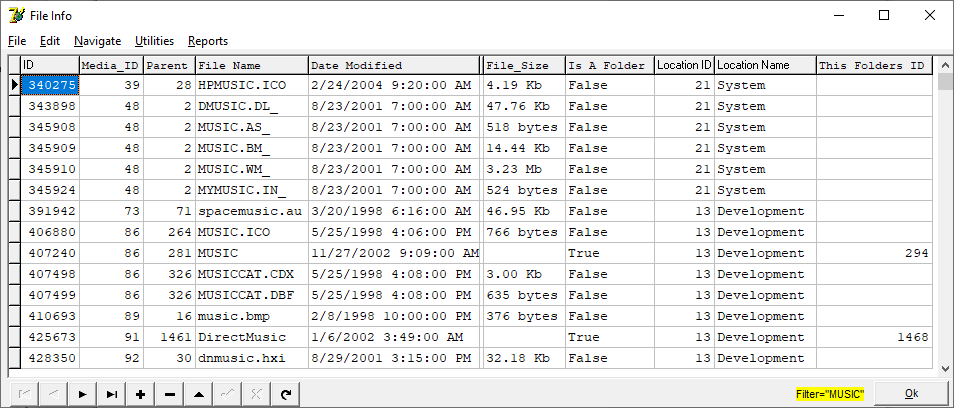 File Info
File Edit Navigate Utilities Reports
ID Media_ID Parent File Name Date Modified File_Size Is A Folder Location ID Location Name This Folders ID
340275 39 28 HPMUSIC.ICO 2/24/2004 9:20:00 AM 4.19 Kb False 21 System
343898 48 2 DMUSIC.DL_ 8/23/2001 7:00:00 AM 47.76 Kb False 21 System
345908 48 2 MUSIC.AS_ 8/23/2001 7:00:00 AM 518 bytes False 21 System
345909 48 2 MUSIC.BM_ 8/23/2001 7:00:00 AM 14.44 Kb False 21 System
345910 48 2 MUSIC.WM_ 8/23/2001 7:00:00 AM 3.23 Mb False 21 System
345924 48 2 MYMUSIC.IN_ 8/23/2001 7:00:00 AM 524 bytes False 21 System
391942 73 71 spacemusic.au 3/20/1998 6:16:00 AM 46.95 Kb False 13 Development
406880 86 264 MUSIC.ICO 5/25/1998 4:06:00 PM 766 bytes False 13 Development
407240 86 281 MUSIC 11/27/2002 9:09:00 AM True 13 Development 294
407498 86 326 MUSICCAT.CDX 5/25/1998 4:08:00 PM 3.00 Kb False 13 Development
407499 86 326 MUSICCAT.DBF 5/25/1998 4:08:00 PM 635 bytes False 13 Development
410693 89 16 music.bmp 2/8/1998 10:00:00 PM 376 bytes False 13 Development
425673 91 1461 DirectMusic 1/6/2002 3:49:00 AM True 13 Development 1468
428350 92 30 dnmusic.hxi 8/29/2001 3:15:00 PM 32.18 Kb False 13 Development
Filter="MUSIC" Ok